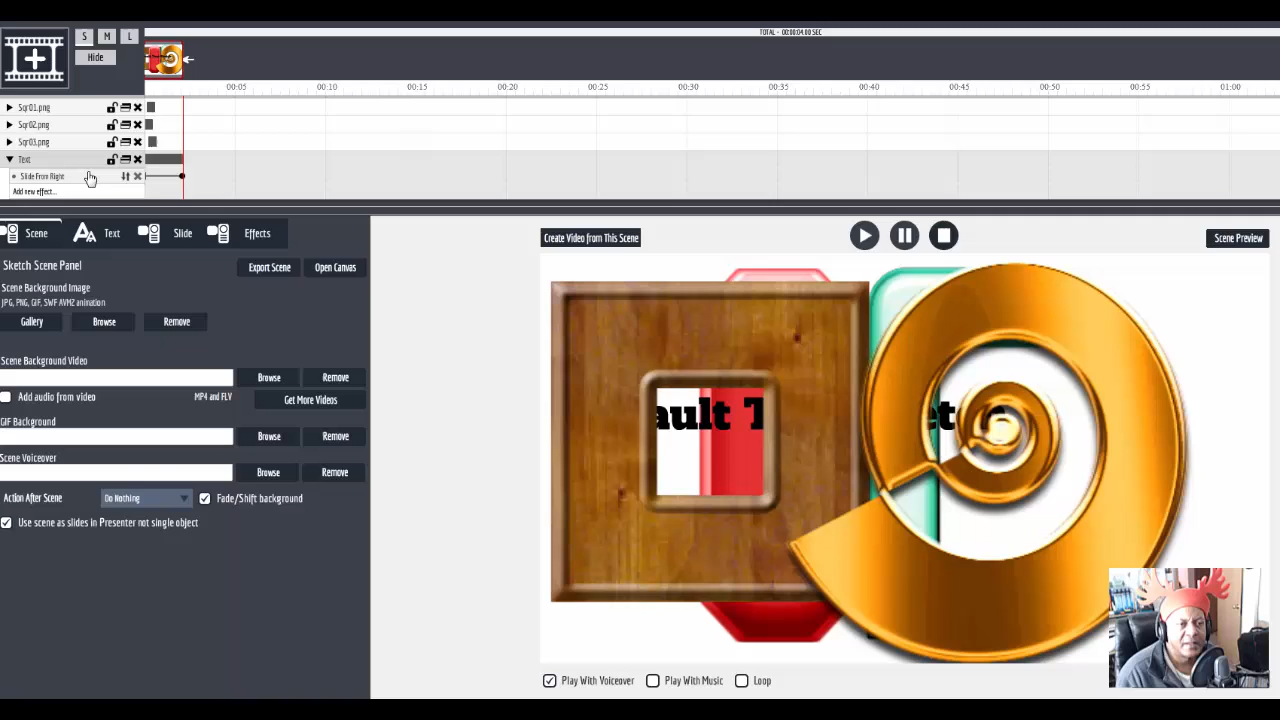 S M L
TOTAL - 00:00:04.00 SEC
Hide
00:05 00:10 00:15 00:20 00:25 00:30 00:35 00:40 00:45 00:50 00:55 01:00
Sqr01.png
Sqr02.png
Sqr03.png
Text
Slide From Right
Add new effect...
Scene Text Slide Effects
Create Video from This Scene
Scene Preview
Sketch Scene Panel
Export Scene
Open Canvas
Scene Background Image
JPG, PNG, GIF, SWF AVM2 animation
Gallery Browse Remove
Scene Background Video
Browse Remove
Add audio from video
MP4 and FLV
Get More Videos
GIF Background
Browse Remove
Scene Voiceover
Browse Remove
Action After Scene
Do Nothing
Fade/Shift background
Use scene as slides in Presenter not single object
ault T
Play With Voiceover
Play With Music
Loop